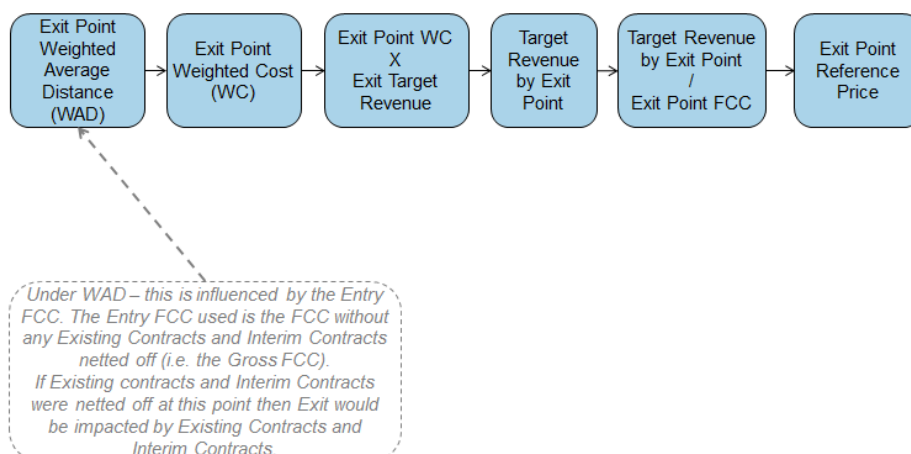 Exit Point
Weighted
Average
Distance
(WAD)
Exit Point
Weighted Cost
(WC)
Exit Point WC
X
Exit Target
Revenue
Target
Revenue
by Exit
Point
Target Revenue
by Exit Point
/
Exit Point FCC
Exit Point
Reference
Price
Under WAD – this is influenced by the Entry
FCC. The Entry FCC used is the FCC without
any Existing Contracts and Interim Contracts
netted off (i.e. the Gross FCC).
If Existing contracts and Interim Contracts
were netted off at this point then Exit would
be impacted by Existing Contracts and
Interim Contracts